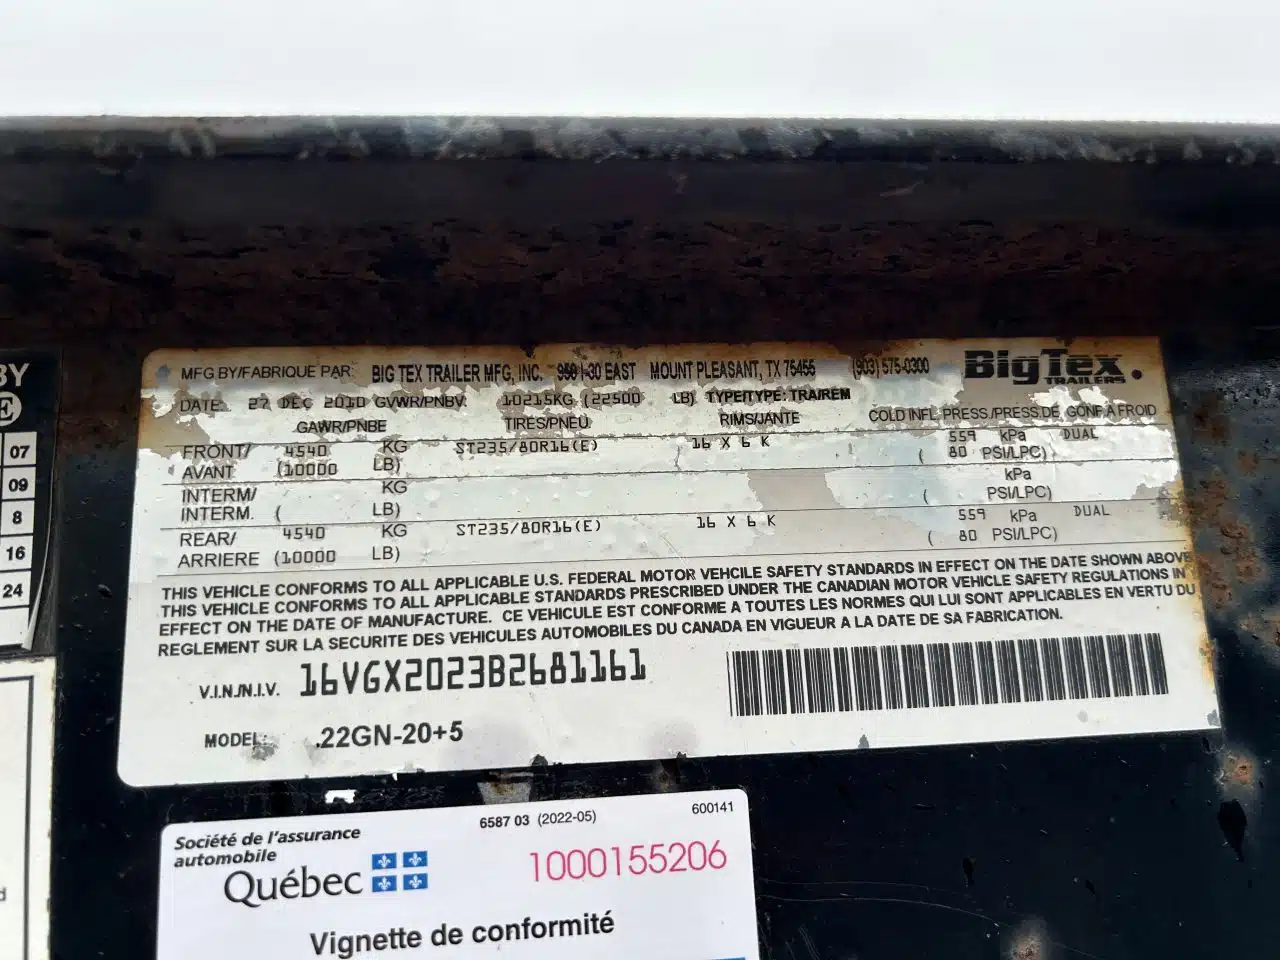 MFG BY/FABRIQUE PAR: BIG TEX TRAILER MFG, INC. 950 I-30 EAST MOUNT PLEASANT, TX 75455 (903) 575-0300 BigTex TRAILERS
DATE: 27 DEC 2010 GVWR/PNBV: 10215KG (22500 LB) TYPE/TYPE: TRA/REM
GAWR/PNBE TIRES/PNEU RIMS/JANTE COLD INFL. PRESS./PRESS. DE. GONF. A FROID
FRONT/ 4540 KG ST235/80R16(E) 16 X 6 K 559 kPa DUAL
AVANT (10000 LB) ( 80 PSI/LPC)
INTERM/ KG kPa
INTERM. ( LB) ( PSI/LPC)
REAR/ 4540 KG ST235/80R16(E) 16 X 6 K 559 kPa DUAL
ARRIERE (10000 LB) ( 80 PSI/LPC)
THIS VEHICLE CONFORMS TO ALL APPLICABLE U.S. FEDERAL MOTOR VEHCILE SAFETY STANDARDS IN EFFECT ON THE DATE SHOWN ABOVE
THIS VEHICLE CONFORMS TO ALL APPLICABLE STANDARDS PRESCRIBED UNDER THE CANADIAN MOTOR VEHICLE SAFETY REGULATIONS IN
EFFECT ON THE DATE OF MANUFACTURE. CE VEHICULE EST CONFORME A TOUTES LES NORMES QUI LUI SONT APPLICABLES EN VERTU DU
REGLEMENT SUR LA SECURITE DES VEHICULES AUTOMOBILES DU CANADA EN VIGUEUR A LA DATE DE SA FABRICATION.
V.I.N./N.I.V. 16VGX2023B2681161
MODEL: .22GN-20+5
BY
E
07
09
8
16
24
Société de l'assurance
automobile
Québec
6587 03 (2022-05)
600141
1000155206
Vignette de conformité